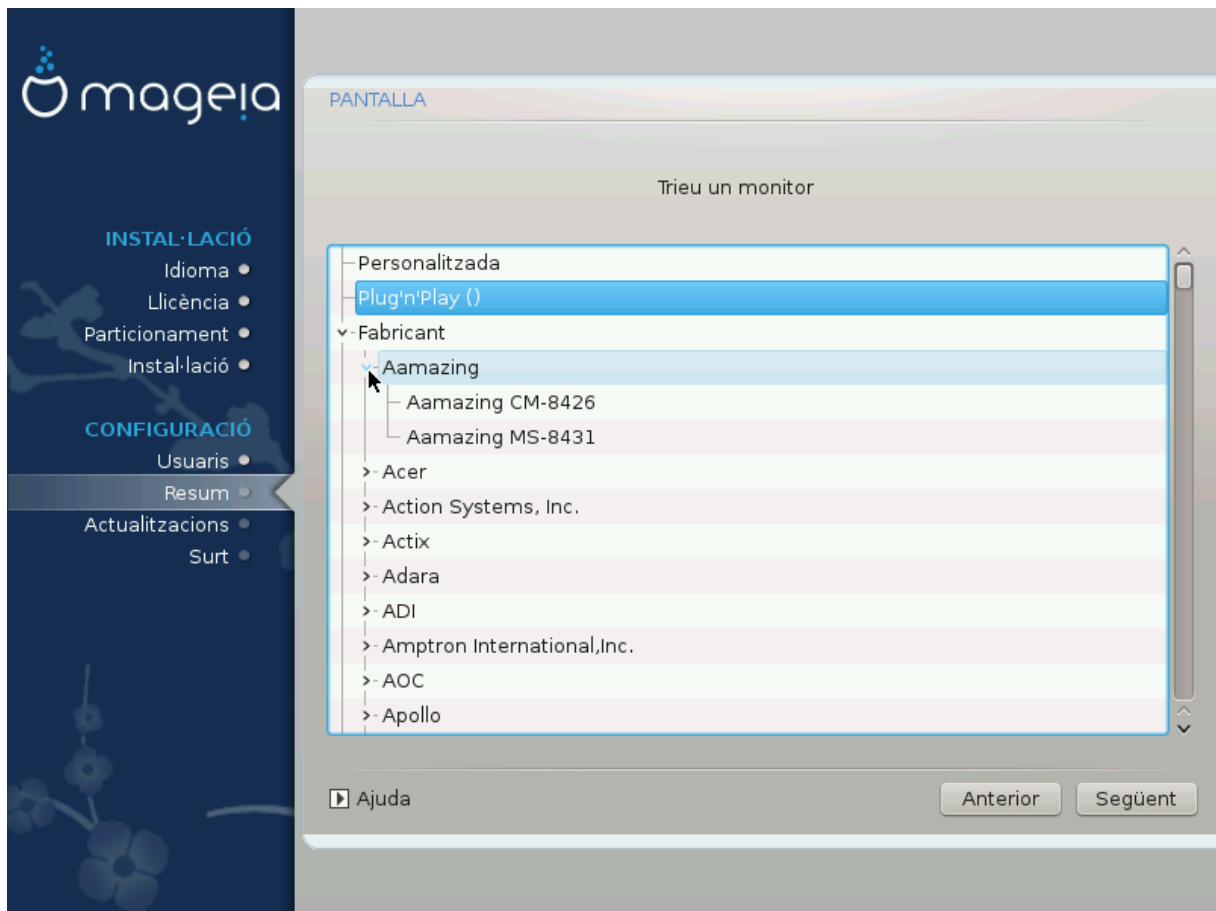 mageia
INSTAL·LACIÓ
Idioma
Llicència
Particionament
Instal·lació
CONFIGURACIÓ
Usuaris
Resum
Actualitzacions
Surt
PANTALLA
Trieu un monitor
Personalitzada
Plug'n'Play ()
Fabricant
Aamazing
Aamazing CM-8426
Aamazing MS-8431
Acer
Action Systems, Inc.
Actix
Adara
ADI
Amptron International,Inc.
AOC
Apollo
Ajuda
Anterior
Següent